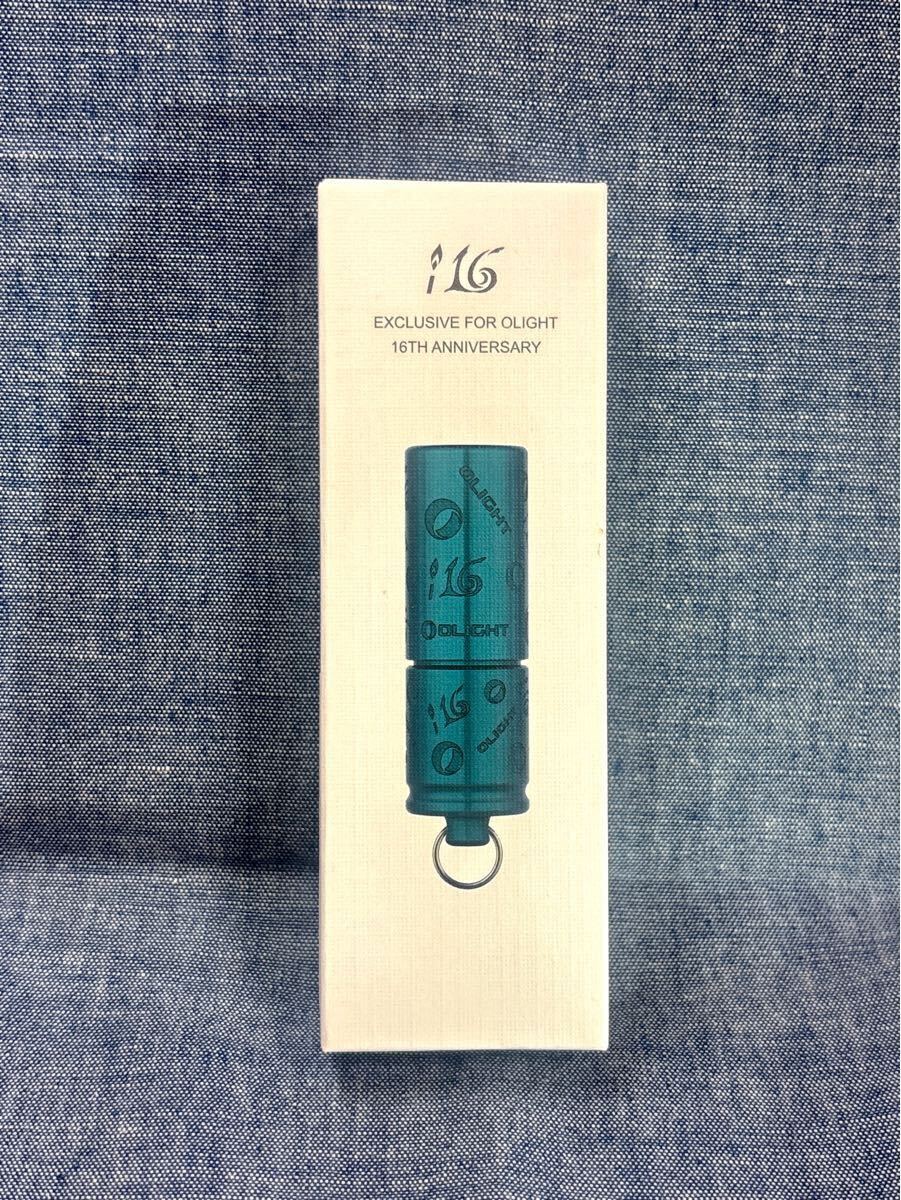 i16
EXCLUSIVE FOR OLIGHT
16TH ANNIVERSARY
OLIGHT
i16
OLIGHT
i16
OLIGHT